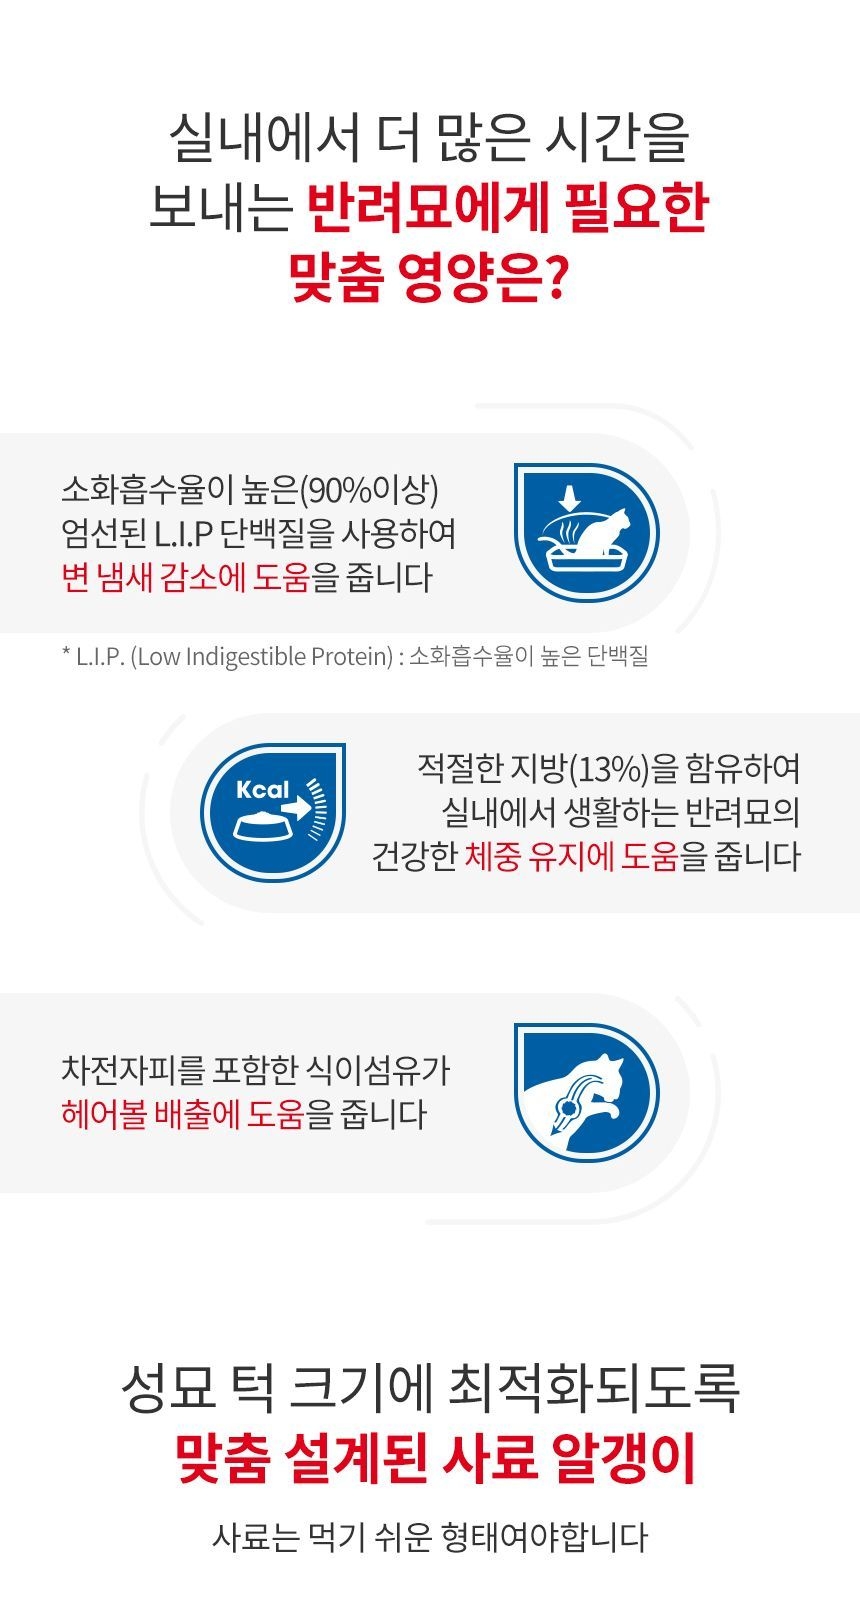 실내에서 더 많은 시간을
보내는 반려묘에게 필요한
맞춤 영양은?
소화흡수율이 높은(90%이상)
엄선된 L.I.P 단백질을 사용하여
변 냄새 감소에 도움을 줍니다
* L.I.P. (Low Indigestible Protein) : 소화흡수율이 높은 단백질
Kcal
적절한 지방(13%)을 함유하여
실내에서 생활하는 반려묘의
건강한 체중 유지에 도움을 줍니다
차전자피를 포함한 식이섬유가
헤어볼 배출에 도움을 줍니다
성묘 턱 크기에 최적화되도록
맞춤 설계된 사료 알갱이
사료는 먹기 쉬운 형태여야합니다